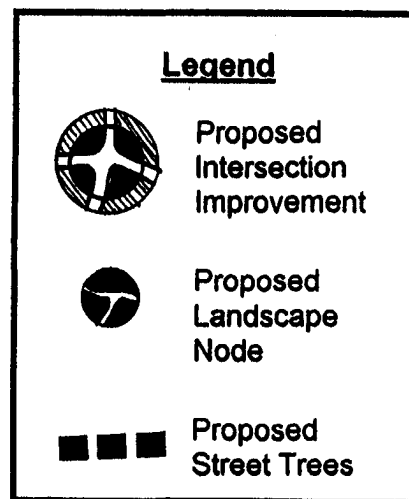 Legend
Proposed
Intersection
Improvement
Proposed
Landscape
Node
Proposed
Street Trees